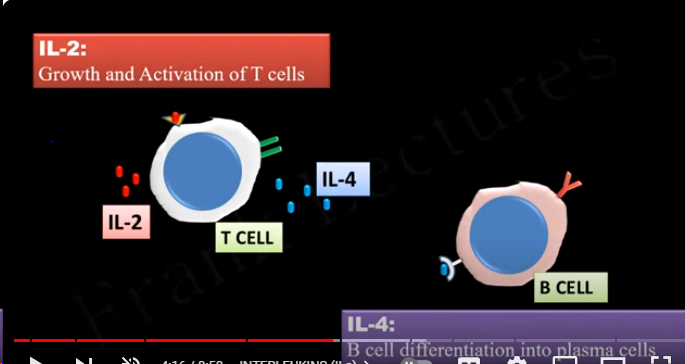 IL-2:
Growth and Activation of T cells
IL-4
IL-2
T CELL
B CELL
IL-4:
B cell differentiation into plasma cells
Lectures